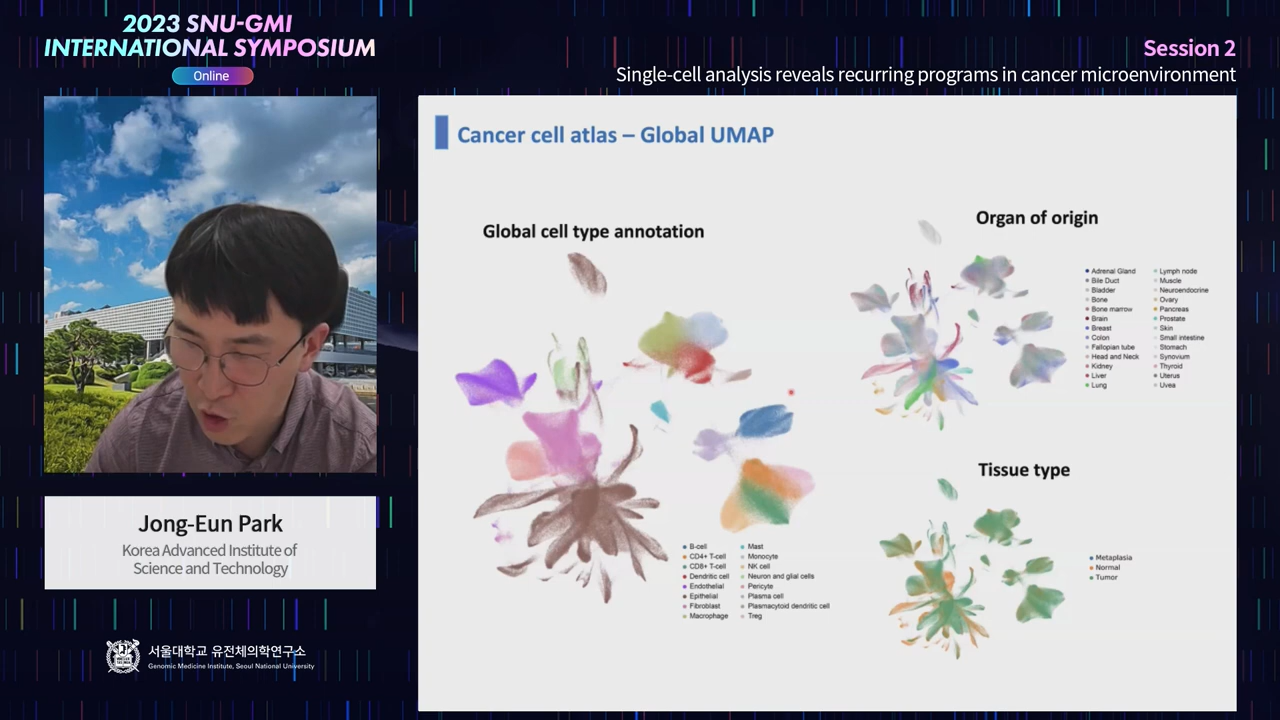 2023 SNU-GMI
INTERNATIONAL SYMPOSIUM
Online
Session 2
Single-cell analysis reveals recurring programs in cancer microenvironment
Cancer cell atlas – Global UMAP
Global cell type annotation
B-cell
CD4+ T-cell
CD8+ T-cell
Dendritic cell
Endothelial
Epithelial
Fibroblast
Macrophage
Mast
Monocyte
NK cell
Neuron and glial cells
Pericyte
Plasma cell
Plasmacytoid dendritic cell
Treg
Organ of origin
Adrenal Gland
Bile Duct
Bladder
Bone
Bone marrow
Brain
Breast
Colon
Fallopian tube
Head and Neck
Kidney
Liver
Lung
Lymph node
Muscle
Neuroendocrine
Ovary
Pancreas
Prostate
Skin
Small intestine
Stomach
Synovium
Thyroid
Uterus
Uvea
Tissue type
Metaplasia
Normal
Tumor
Jong-Eun Park
Korea Advanced Institute of
Science and Technology
서울대학교 유전체의학연구소
Genomic Medicine Institute, Seoul National University